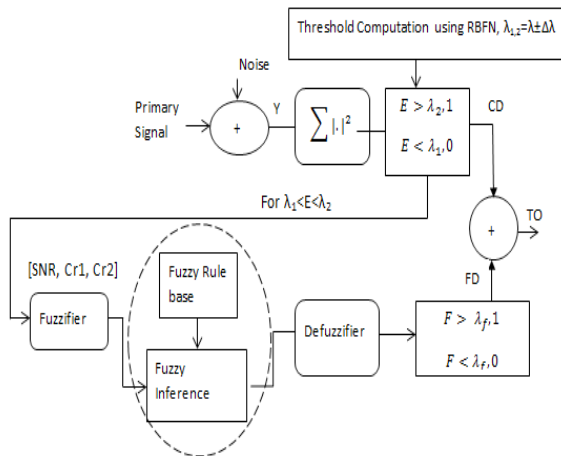 Threshold Computation using RBFN, λ₁,₂=λ±Δλ
Noise
Primary
Signal
+
Y
∑ |.|²
E > λ₂,1
E < λ₁,0
CD
For λ₁<E<λ₂
+
TO
FD
[SNR, Cr1, Cr2]
Fuzzifier
Fuzzy Rule
base
Fuzzy
Inference
Defuzzifier
F > λf,1
F < λf,0